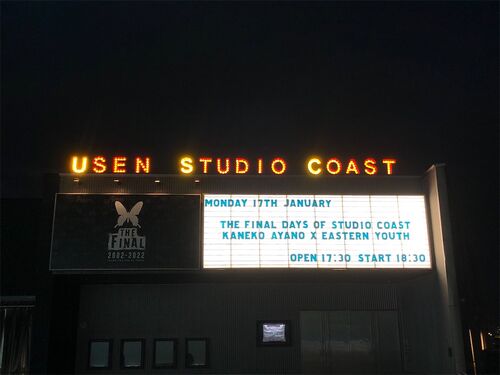 USEN STUDIO COAST
MONDAY 17TH JANUARY
THE FINAL DAYS OF STUDIO COAST
KANEKO AYANO X EASTERN YOUTH
OPEN 17:30 START 18:30
THE
FINAL
2002-2022